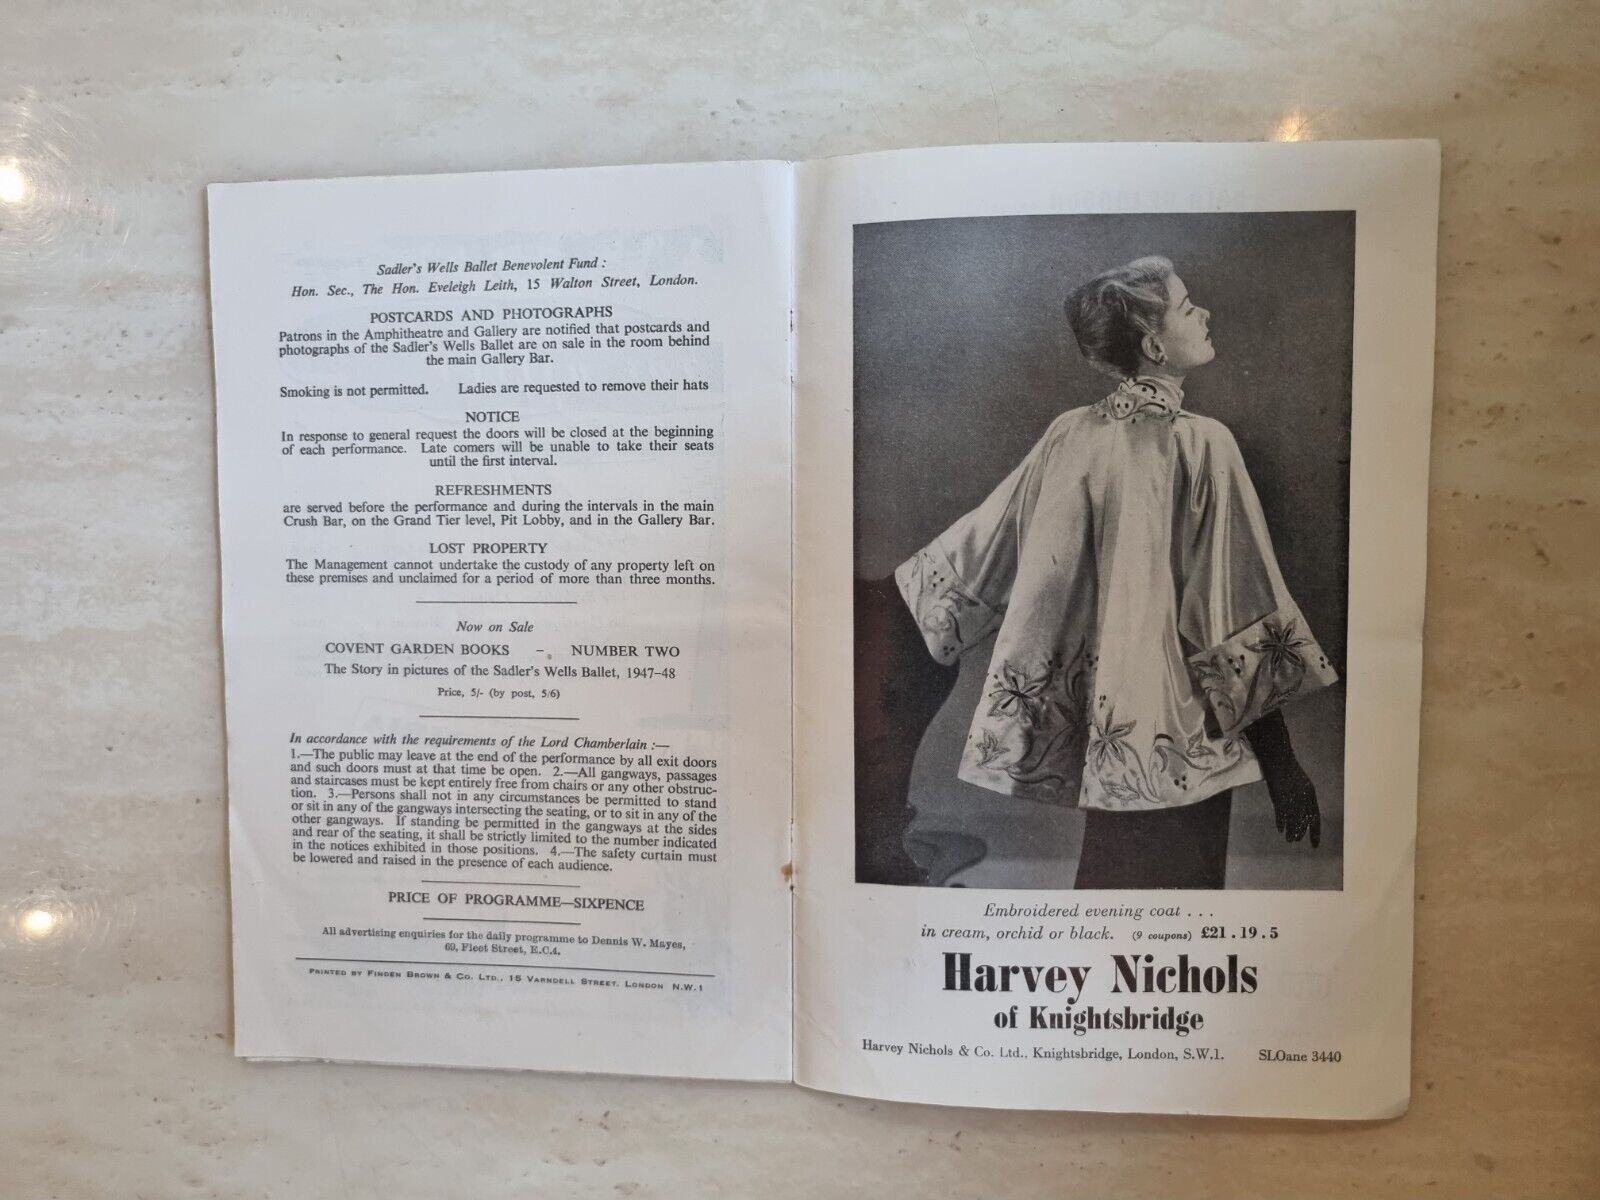 Sadler's Wells Ballet Benevolent Fund :
Hon. Sec., The Hon. Eveleigh Leith, 15 Walton Street, London.
POSTCARDS AND PHOTOGRAPHS
Patrons in the Amphitheatre and Gallery are notified that postcards and
photographs of the Sadler's Wells Ballet are on sale in the room behind
the main Gallery Bar.
Smoking is not permitted. Ladies are requested to remove their hats
NOTICE
In response to general request the doors will be closed at the beginning
of each performance. Late comers will be unable to take their seats
until the first interval.
REFRESHMENTS
are served before the performance and during the intervals in the main
Crush Bar, on the Grand Tier level, Pit Lobby, and in the Gallery Bar.
LOST PROPERTY
The Management cannot undertake the custody of any property left on
these premises and unclaimed for a period of more than three months.
Now on Sale
COVENT GARDEN BOOKS – NUMBER TWO
The Story in pictures of the Sadler's Wells Ballet, 1947–48
Price, 5/- (by post, 5/6)
In accordance with the requirements of the Lord Chamberlain :—
1.—The public may leave at the end of the performance by all exit doors
and such doors must at that time be open. 2.—All gangways, passages
and staircases must be kept entirely free from chairs or any other obstruc-
tion. 3.—Persons shall not in any circumstances be permitted to stand
or sit in any of the gangways intersecting the seating, or to sit in any of the
other gangways. If standing be permitted in the gangways at the sides
and rear of the seating, it shall be strictly limited to the number indicated
in the notices exhibited in those positions. 4.—The safety curtain must
be lowered and raised in the presence of each audience.
PRICE OF PROGRAMME—SIXPENCE
All advertising enquiries for the daily programme to Dennis W. Mayes,
69, Fleet Street, E.C.4.
PRINTED BY FINDEN BROWN & CO. LTD., 15 VARNDELL STREET, LONDON N.W.1
Embroidered evening coat . . .
in cream, orchid or black. (9 coupons) £21 . 19 . 5
Harvey Nichols
of Knightsbridge
Harvey Nichols & Co. Ltd., Knightsbridge, London, S.W.1. SLOane 3440